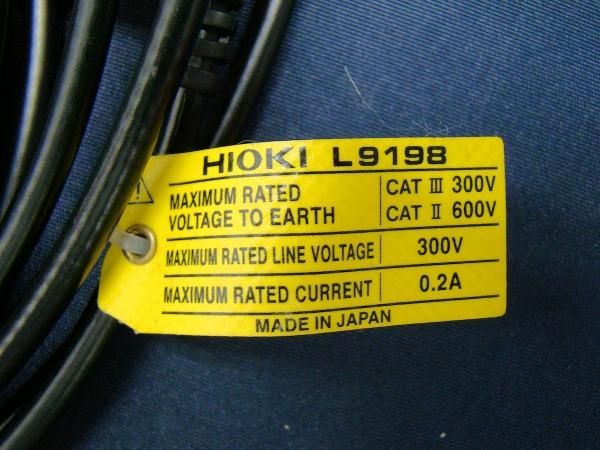 HIOKI L9198
MAXIMUM RATED VOLTAGE TO EARTH CAT III 300V
CAT II 600V
MAXIMUM RATED LINE VOLTAGE 300V
MAXIMUM RATED CURRENT 0.2A
MADE IN JAPAN